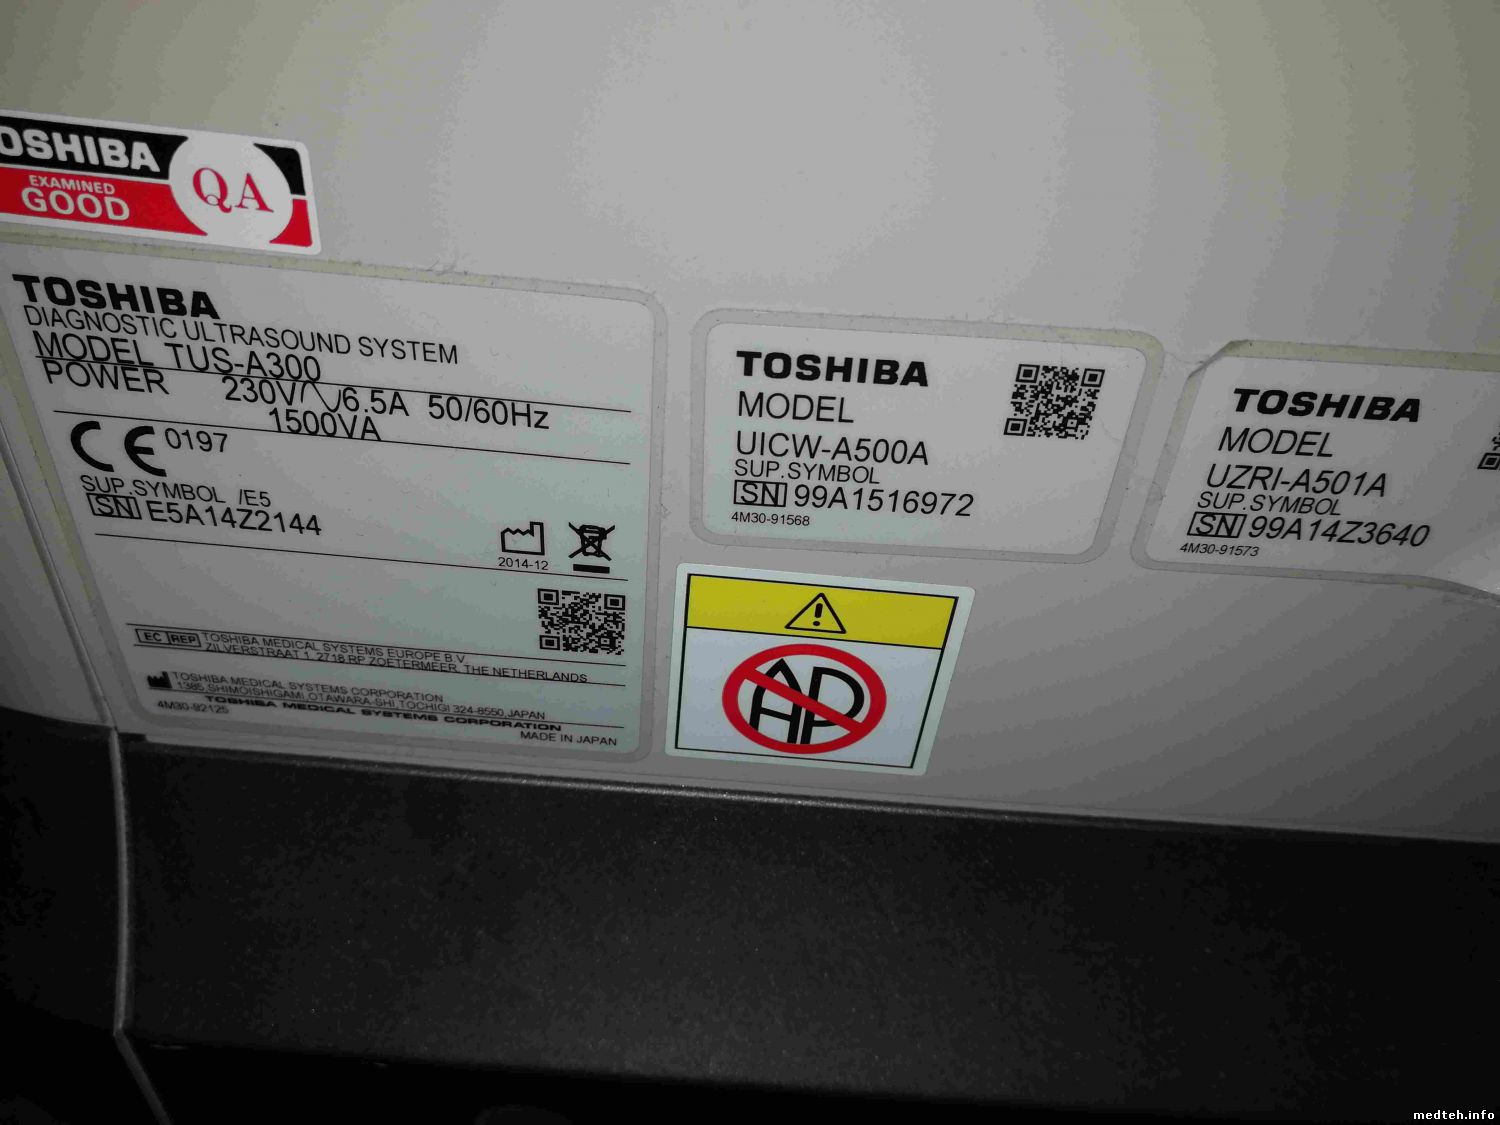 TOSHIBA
EXAMINED
GOOD
QA
TOSHIBA
DIAGNOSTIC ULTRASOUND SYSTEM
MODEL TUS-A300
POWER 230V 6.5A 50/60Hz
1500VA
CE 0197
SUP.SYMBOL /E5
SN E5A14Z2144
2014-12
EC REP TOSHIBA MEDICAL SYSTEMS EUROPE B.V.
ZILVERSTRAAT 1, 2718 RP ZOETERMEER, THE NETHERLANDS
TOSHIBA MEDICAL SYSTEMS CORPORATION
1385, SHIMOISHIGAMI, OTAWARA-SHI, TOCHIGI 324-8550, JAPAN
TOSHIBA MEDICAL SYSTEMS CORPORATION
4M30-92125
MADE IN JAPAN
TOSHIBA
MODEL
UICW-A500A
SUP.SYMBOL
SN 99A1516972
4M30-91568
AP
TOSHIBA
MODEL
UZRI-A501A
SUP.SYMBOL
SN 99A14Z3640
4M30-91573
medteh.info